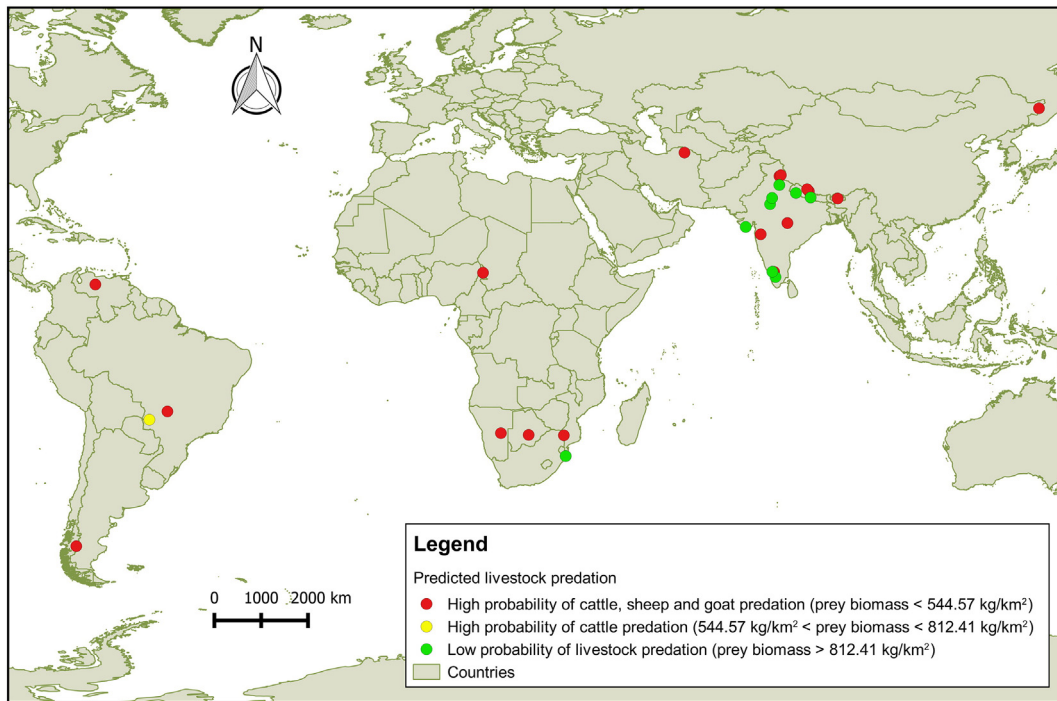 N
0 1000 2000 km
Legend
Predicted livestock predation
High probability of cattle, sheep and goat predation (prey biomass < 544.57 kg/km²)
High probability of cattle predation (544.57 kg/km² < prey biomass < 812.41 kg/km²)
Low probability of livestock predation (prey biomass > 812.41 kg/km²)
Countries